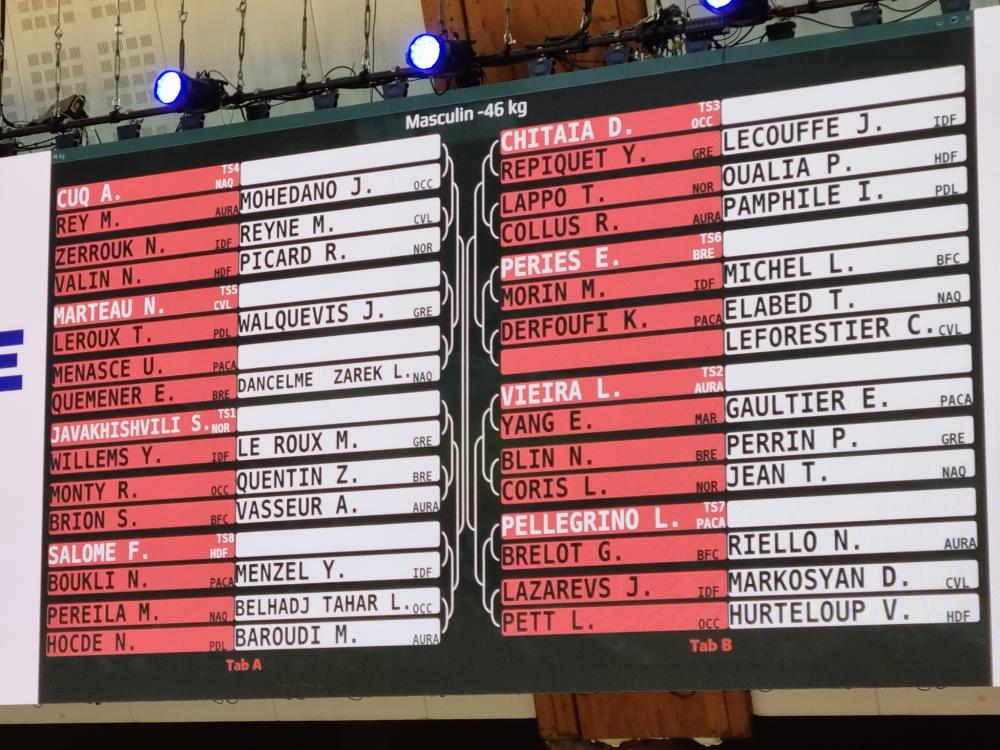 Masculin -46 kg
CUQ A. TS4 NAQ
REY M. AURA MOHEDANO J. OCC
ZERROUK N. IDF REYNE M. CVL
VALIN N. HDF PICARD R. NOR
MARTEAU N. TS5 CVL
LEROUX T. PDL WALQUEVIS J. GRE
MENASCE U. PACA
QUEMENER E. BRE DANCELME ZAREK L. NAQ
JAVAKHISHVILI S. TS1 NOR
WILLEMS Y. IDF LE ROUX M. GRE
MONTY R. OCC QUENTIN Z. BRE
BRION S. BFC VASSEUR A. AURA
SALOME F. TS8 HDF
BOUKLI N. PACA MENZEL Y. IDF
PEREILA M. NAQ BELHADJ TAHAR L. OCC
HOCDE N. PDL BAROUDI M. AURA
Tab A
CHITAIA D. TS3 OCC
REPIQUET Y. GRE LECOUFFE J. IDF
LAPPO T. NOR OUALIA P. HDF
COLLUS R. AURA PAMPHILE I. PDL
PERIES E. TS6 BRE
MORIN M. IDF MICHEL L. BFC
DERFOUFI K. PACA ELABED T. NAQ
LEFORESTIER C. CVL
VIEIRA L. TS2 AURA
YANG E. MAR GAULTIER E. PACA
BLIN N. BRE PERRIN P. GRE
CORIS L. NOR JEAN T. NAQ
PELLEGRINO L. TS7 PACA
BRELOT G. BFC RIELLO N. AURA
LAZAREVS J. IDF MARKOSYAN D. CVL
PETT L. OCC HURTELOUP V. HDF
Tab B